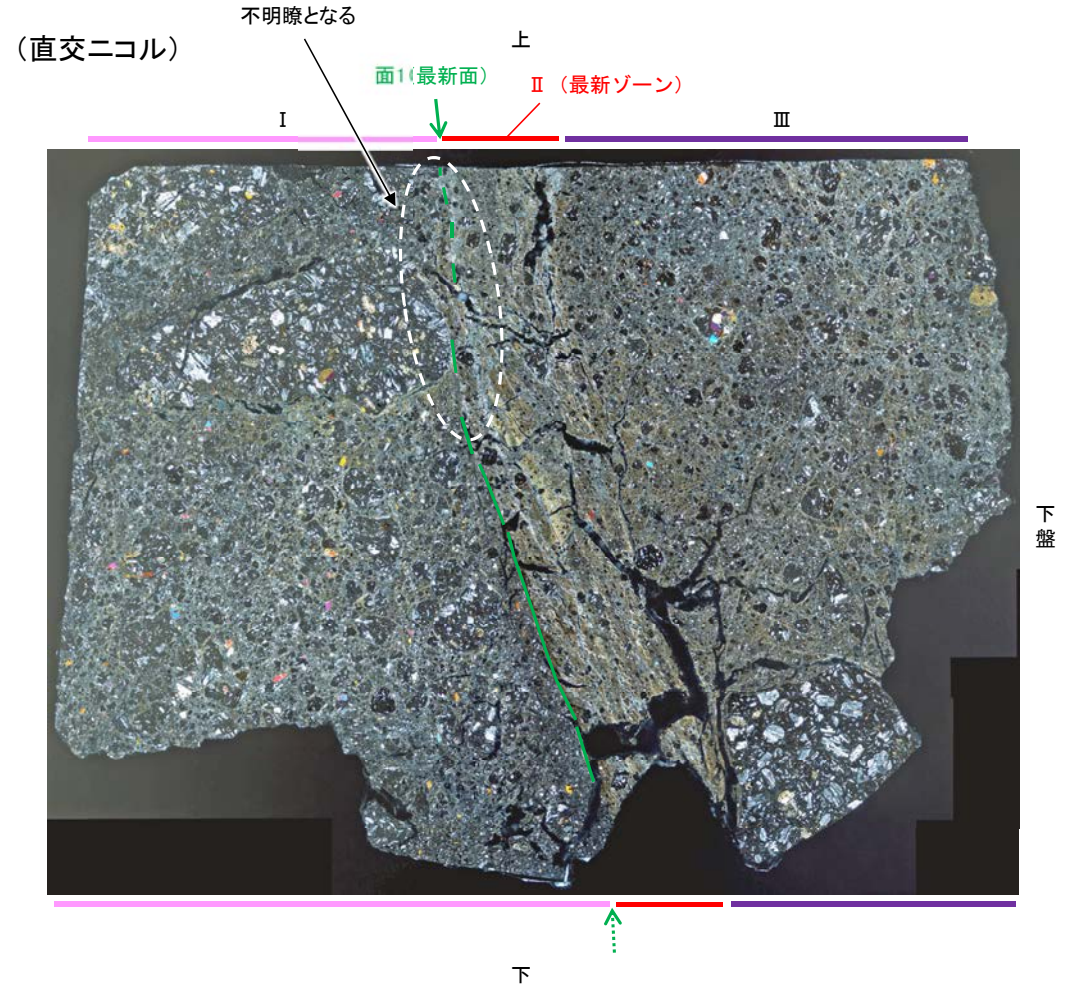 不明瞭となる
(直交ニコル)
上
面1(最新面)
Ⅱ (最新ゾーン)
Ⅰ
Ⅲ
下盤
下